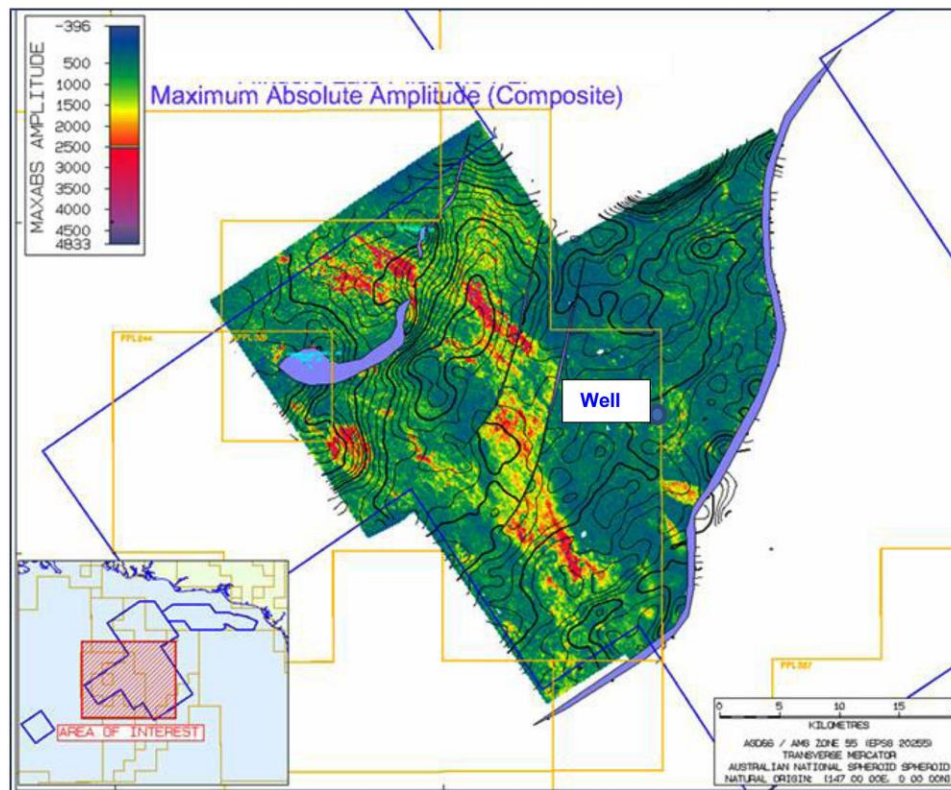 Maximum Absolute Amplitude (Composite)
MAXABS AMPLITUDE
-396
500
1000
1500
2000
2500
3000
3500
4000
4500
4833
Well
AREA OF INTEREST
0 5 10 15
KILOMETRES
AGD66 / AMG ZONE 55 (EPSG 20255)
TRANSVERSE MERCATOR
AUSTRALIAN NATIONAL SPHEROID SPHEROID